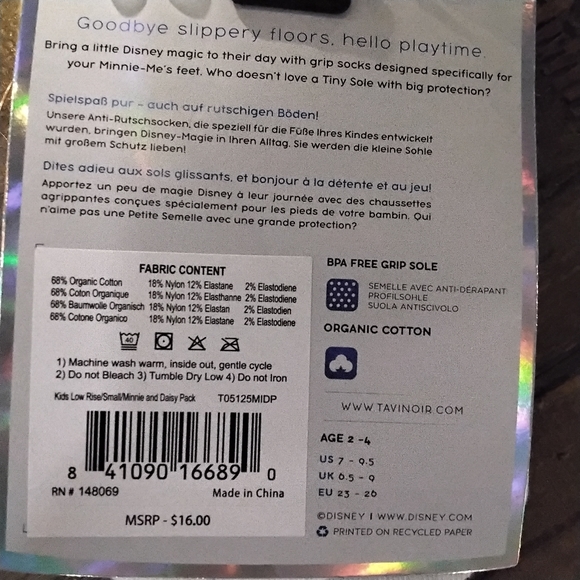 Goodbye slippery floors, hello playtime.
Bring a little Disney magic to their day with grip socks designed specifically for
your Minnie-Me's feet. Who doesn't love a Tiny Sole with big protection?
Spielspaß pur - auch auf rutschigen Böden!
Unsere Anti-Rutschsocken, die speziell für die Füße Ihres Kindes entwickelt
wurden, bringen Disney-Magie in Ihren Alltag. Sie werden die kleine Sohle
mit großem Schutz lieben!
Dites adieu aux sols glissants, et bonjour à la détente et au jeu!
Apportez un peu de magie Disney à leur journée avec des chaussettes
agrippantes conçues spécialement pour les pieds de votre bambin. Qui
n'aime pas une Petite Semelle avec une grande protection?
FABRIC CONTENT
68% Organic Cotton 18% Nylon 12% Elastane 2% Elastodiene
68% Coton Organique 18% Nylon 12% Elasthanne 2% Elastodiene
68% Baumwolle Organisch 18% Nylon 12% Elastan 2% Elastodien
68% Cotone Organico 18% Nylon 12% Elastane 2% Elastodiene
40
1) Machine wash warm, inside out, gentle cycle
2) Do not Bleach 3) Tumble Dry Low 4) Do not Iron
Kids Low Rise/Small/Minnie and Daisy Pack T05125MIDP
8 41090 16689 0
RN # 148069 Made in China
MSRP - $16.00
BPA FREE GRIP SOLE
SEMELLE AVEC ANTI-DÉRAPANT
PROFILSOHLE
SUOLA ANTISCIVOLO
ORGANIC COTTON
WWW.TAVINOIR.COM
AGE 2 -4
US 7 - 9.5
UK 6.5 - 9
EU 23 - 26
©DISNEY I WWW.DISNEY.COM
PRINTED ON RECYCLED PAPER